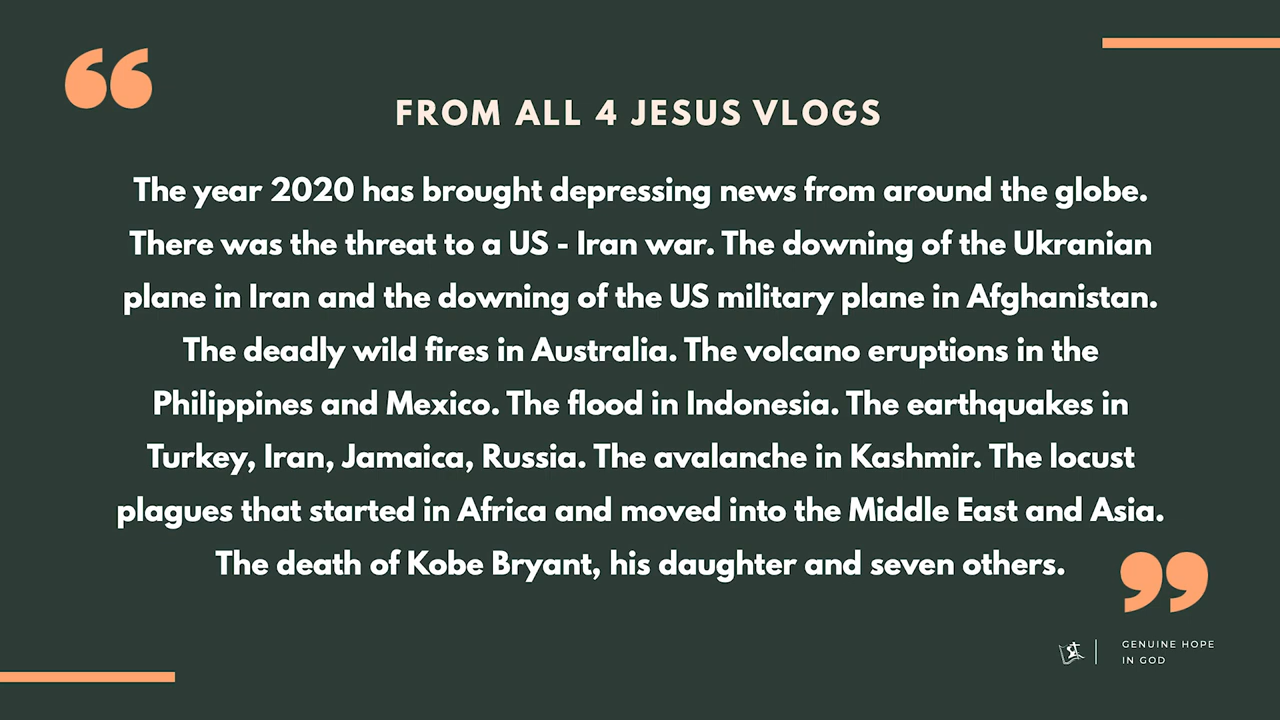 FROM ALL 4 JESUS VLOGS
The year 2020 has brought depressing news from around the globe.
There was the threat to a US - Iran war. The downing of the Ukranian
plane in Iran and the downing of the US military plane in Afghanistan.
The deadly wild fires in Australia. The volcano eruptions in the
Philippines and Mexico. The flood in Indonesia. The earthquakes in
Turkey, Iran, Jamaica, Russia. The avalanche in Kashmir. The locust
plagues that started in Africa and moved into the Middle East and Asia.
The death of Kobe Bryant, his daughter and seven others.
GENUINE HOPE
IN GOD